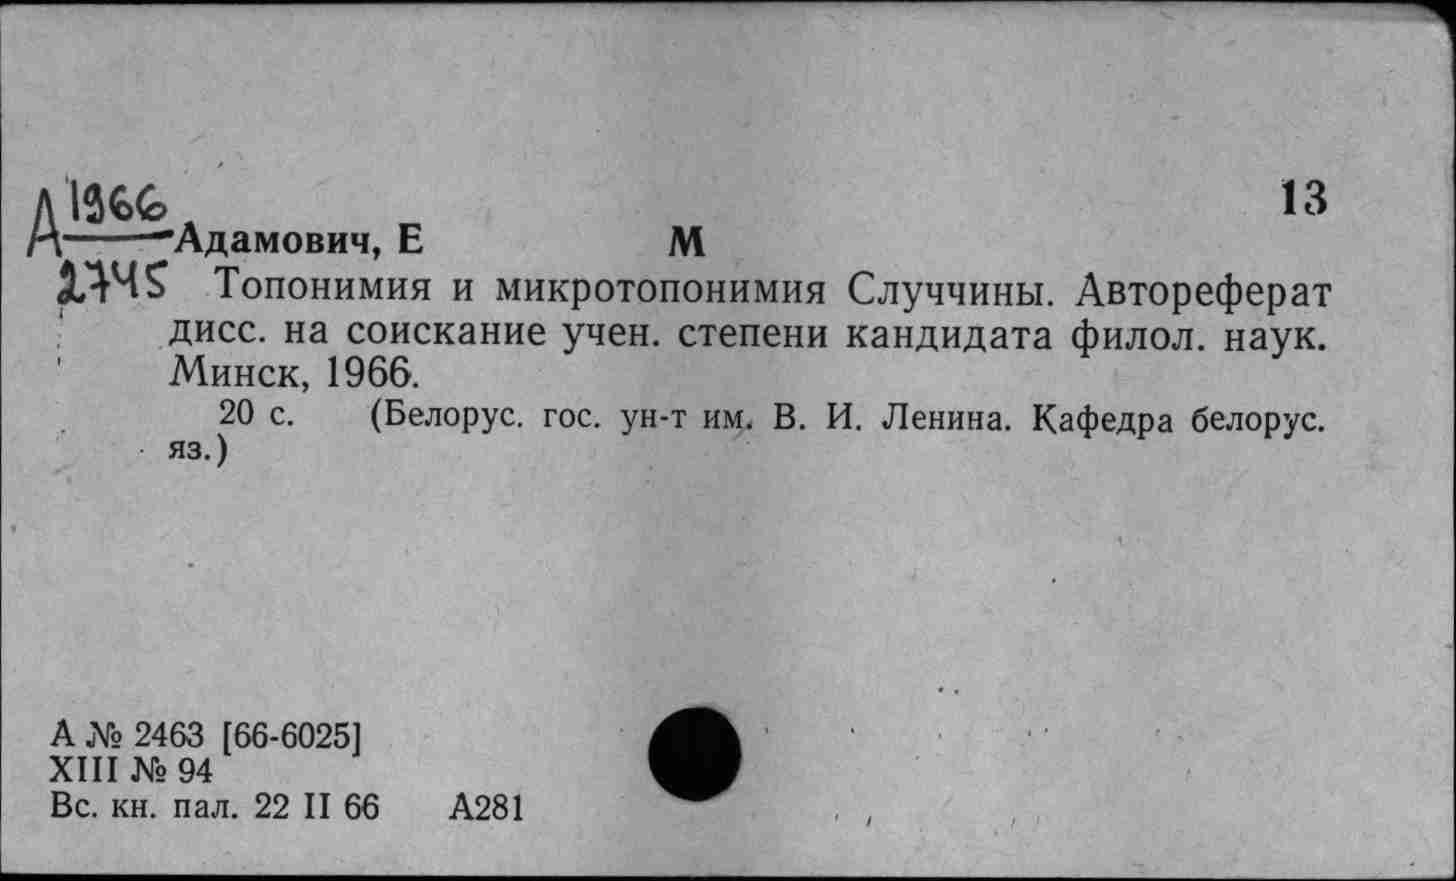 13
А 1966
Адамович, Е М
2745 Топонимия и микротопонимия Случчины. Автореферат
дисс. на соискание учен. степени кандидата филол. наук.
Минск, 1966.
20 с. (Белорус. гос. ун-т им. В. И. Ленина. Кафедра белорус.
яз.)
А № 2463 [66-6025]
XIII № 94
Вс. кн. пал. 22 II 66 А281